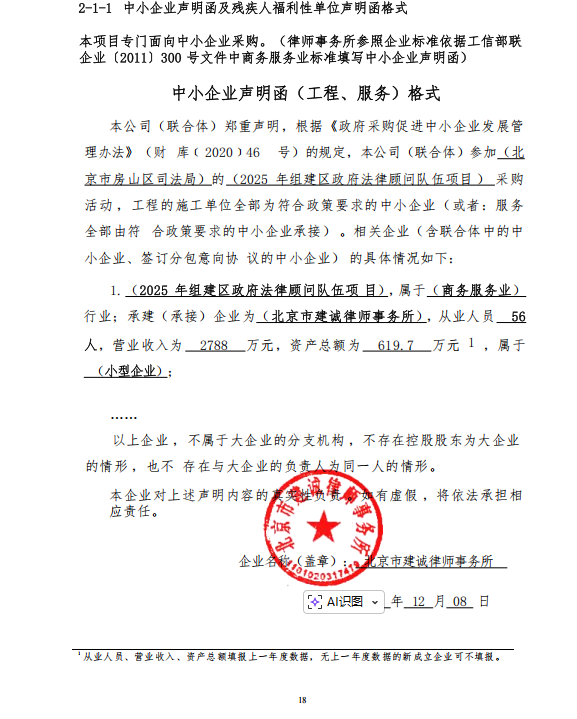 2-1-1 中小企业声明函及残疾人福利性单位声明函格式
本项目专门面向中小企业采购。（律师事务所参照企业标准依据工信部联
企业〔2011〕300 号文件中商务服务业标准填写中小企业声明函）
中小企业声明函（工程、服务）格式
本公司（联合体）郑重声明，根据《政府采购促进中小企业发展管
理办法》（财 库﹝2020﹞46 号）的规定，本公司（联合体）参加（北
京市房山区司法局）的（2025 年组建区政府法律顾问队伍项目）采购
活动，工程的施工单位全部为符合政策要求的中小企业（或者：服务
全部由符 合政策要求的中小企业承接）。相关企业（含联合体中的中
小企业、签订分包意向协 议的中小企业） 的具体情况如下：
1.（2025 年组建区政府法律顾问队伍项 目），属于（商务服务业）
行业；承建（承接）企业为（北京市建诚律师事务所），从业人员 56
人，营业收入为 2788 万元，资产总额为 619.7 万元 1 ，属于
（小型企业）；
……
以上企业，不属于大企业的分支机构，不存在控股股东为大企业
的情形，也不 存在与大企业的负责人为同一人的情形。
本企业对上述声明内容的真实性负责。如有虚假，将依法承担相
应责任。
北京市建诚律师事务所
企业名称（盖章）：北京市建诚律师事务所
AI识图 年 12 月 08 日
1 从业人员、营业收入、资产总额填报上一年度数据，无上一年度数据的新成立企业可不填报。
18